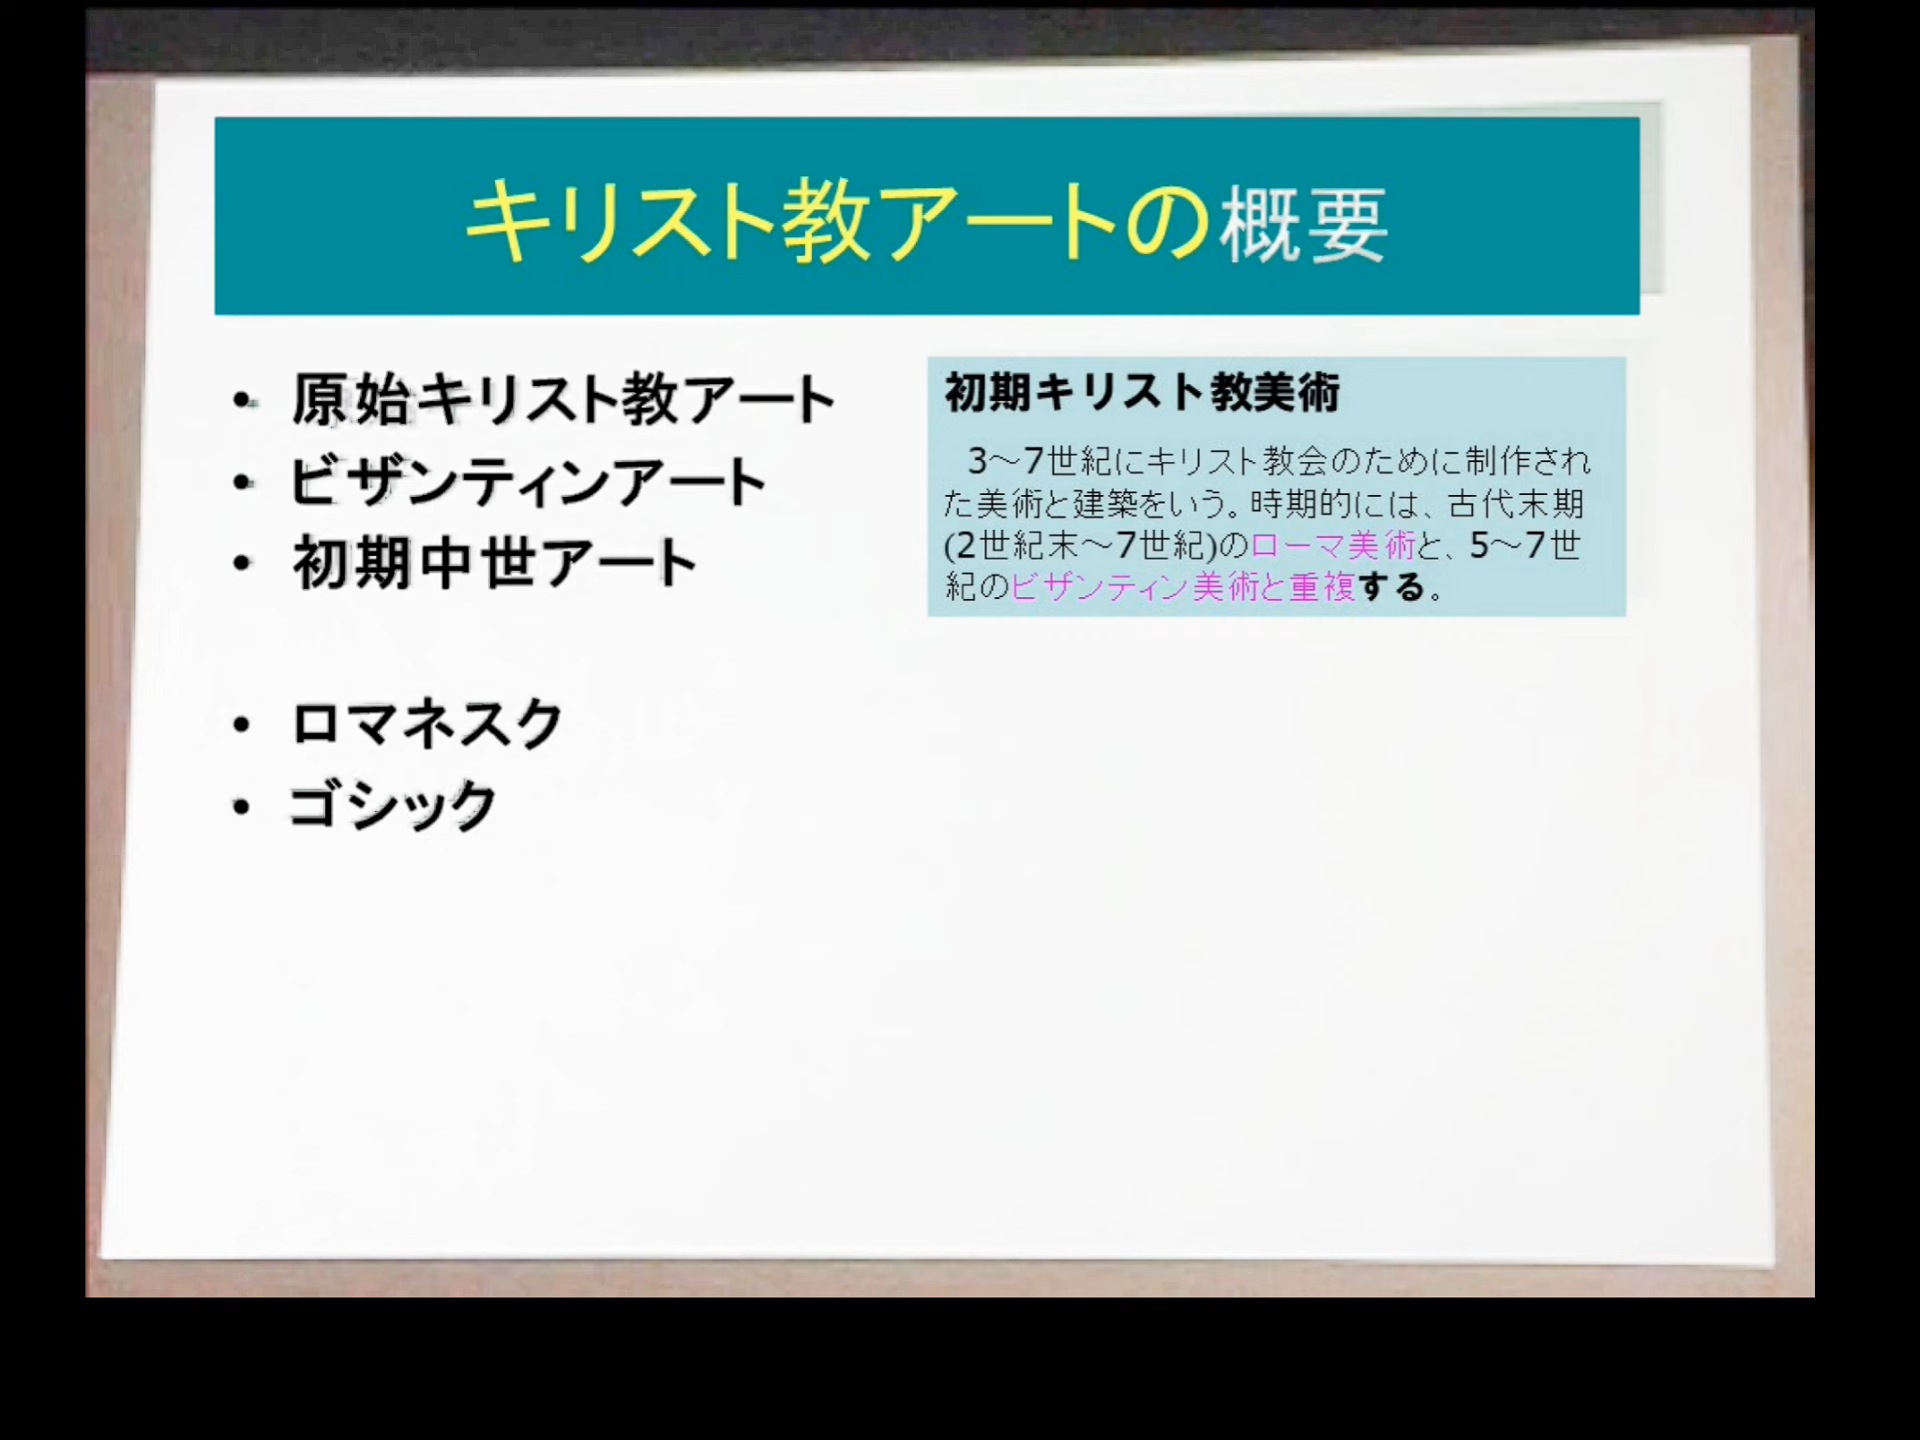 キリスト教アートの概要
• 原始キリスト教アート
• ビザンティンアート
• 初期中世アート
• ロマネスク
• ゴシック
初期キリスト教美術
3～7世紀にキリスト教会のために制作され
た美術と建築をいう。時期的には、古代末期
(2世紀末～7世紀)のローマ美術と、5～7世
紀のビザンティン美術と重複する。